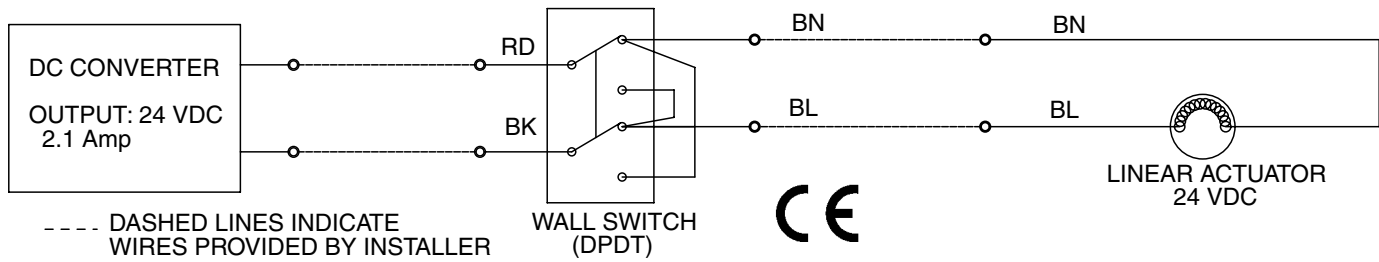 DC CONVERTER
OUTPUT: 24 VDC
2.1 Amp
RD
BK
BN
BN
BL
BL
LINEAR ACTUATOR
24 VDC
WALL SWITCH
(DPDT)
CE
---- DASHED LINES INDICATE
WIRES PROVIDED BY INSTALLER